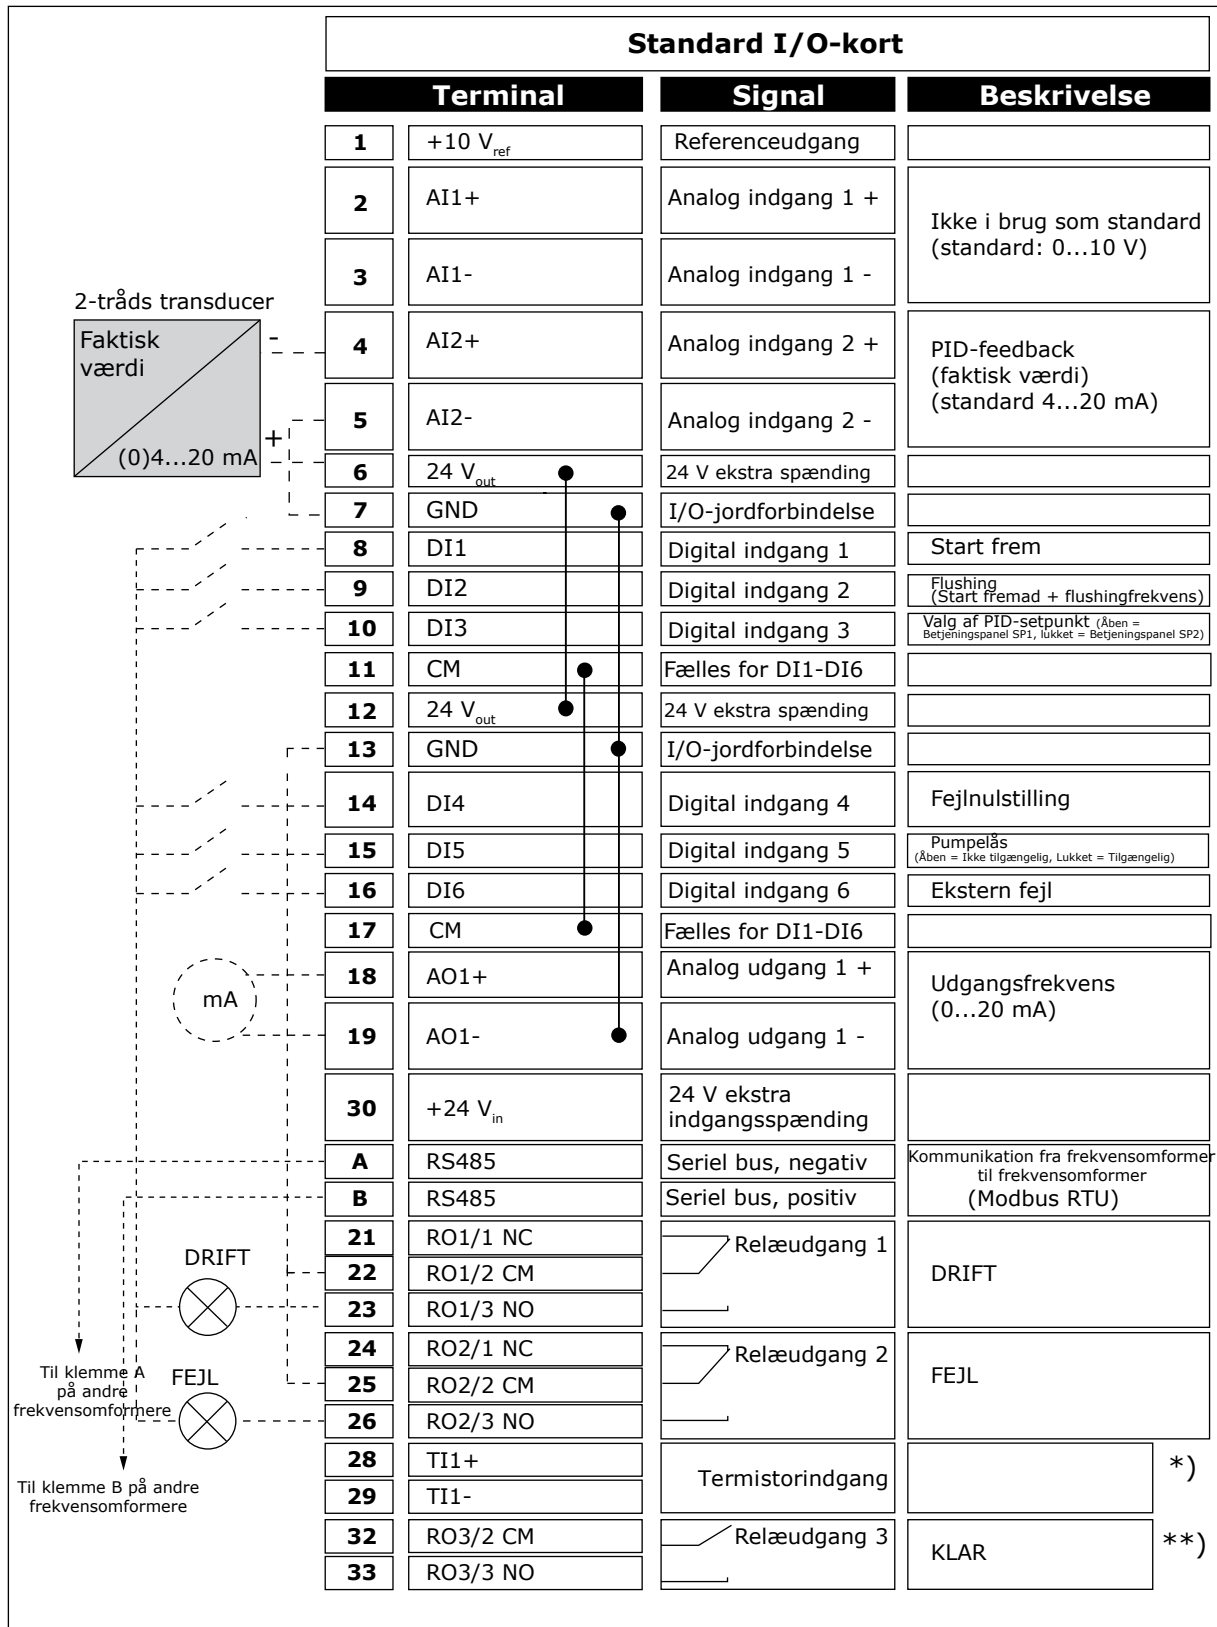 Standard I/O-kort
Terminal Signal Beskrivelse
1 +10 Vref Referenceudgang
2 AI1+ Analog indgang 1 +
Ikke i brug som standard
(standard: 0...10 V)
3 AI1- Analog indgang 1 -
2-tråds transducer
Faktisk
værdi
-
+
(0)4...20 mA
4 AI2+ Analog indgang 2 +
PID-feedback
(faktisk værdi)
(standard 4...20 mA)
5 AI2- Analog indgang 2 -
6 24 Vout 24 V ekstra spænding
7 GND I/O-jordforbindelse
8 DI1 Digital indgang 1 Start frem
9 DI2 Digital indgang 2 Flushing
(Start fremad + flushingfrekvens)
10 DI3 Digital indgang 3 Valg af PID-setpunkt (Åben =
Betjeningspanel SP1, lukket = Betjeningspanel SP2)
11 CM Fælles for DI1-DI6
12 24 Vout 24 V ekstra spænding
13 GND I/O-jordforbindelse
14 DI4 Digital indgang 4 Fejlnulstilling
15 DI5 Digital indgang 5 Pumpelås
(Åben = Ikke tilgængelig, Lukket = Tilgængelig)
16 DI6 Digital indgang 6 Ekstern fejl
17 CM Fælles for DI1-DI6
mA
18 AO1+ Analog udgang 1 +
Udgangsfrekvens
(0...20 mA)
19 AO1- Analog udgang 1 -
30 +24 Vin 24 V ekstra
indgangsspænding
A RS485 Seriel bus, negativ
Kommunikation fra frekvensomformer
til frekvensomformer
(Modbus RTU)
B RS485 Seriel bus, positiv
21 RO1/1 NC Relæudgang 1
DRIFT
22 RO1/2 CM DRIFT
23 RO1/3 NO
24 RO2/1 NC Relæudgang 2
Til klemme A
på andre
frekvensomformere
FEJL
25 RO2/2 CM FEJL
26 RO2/3 NO
28 TI1+ Termistorindgang *)
Til klemme B på andre
frekvensomformere
29 TI1-
32 RO3/2 CM Relæudgang 3 KLAR **)
33 RO3/3 NO